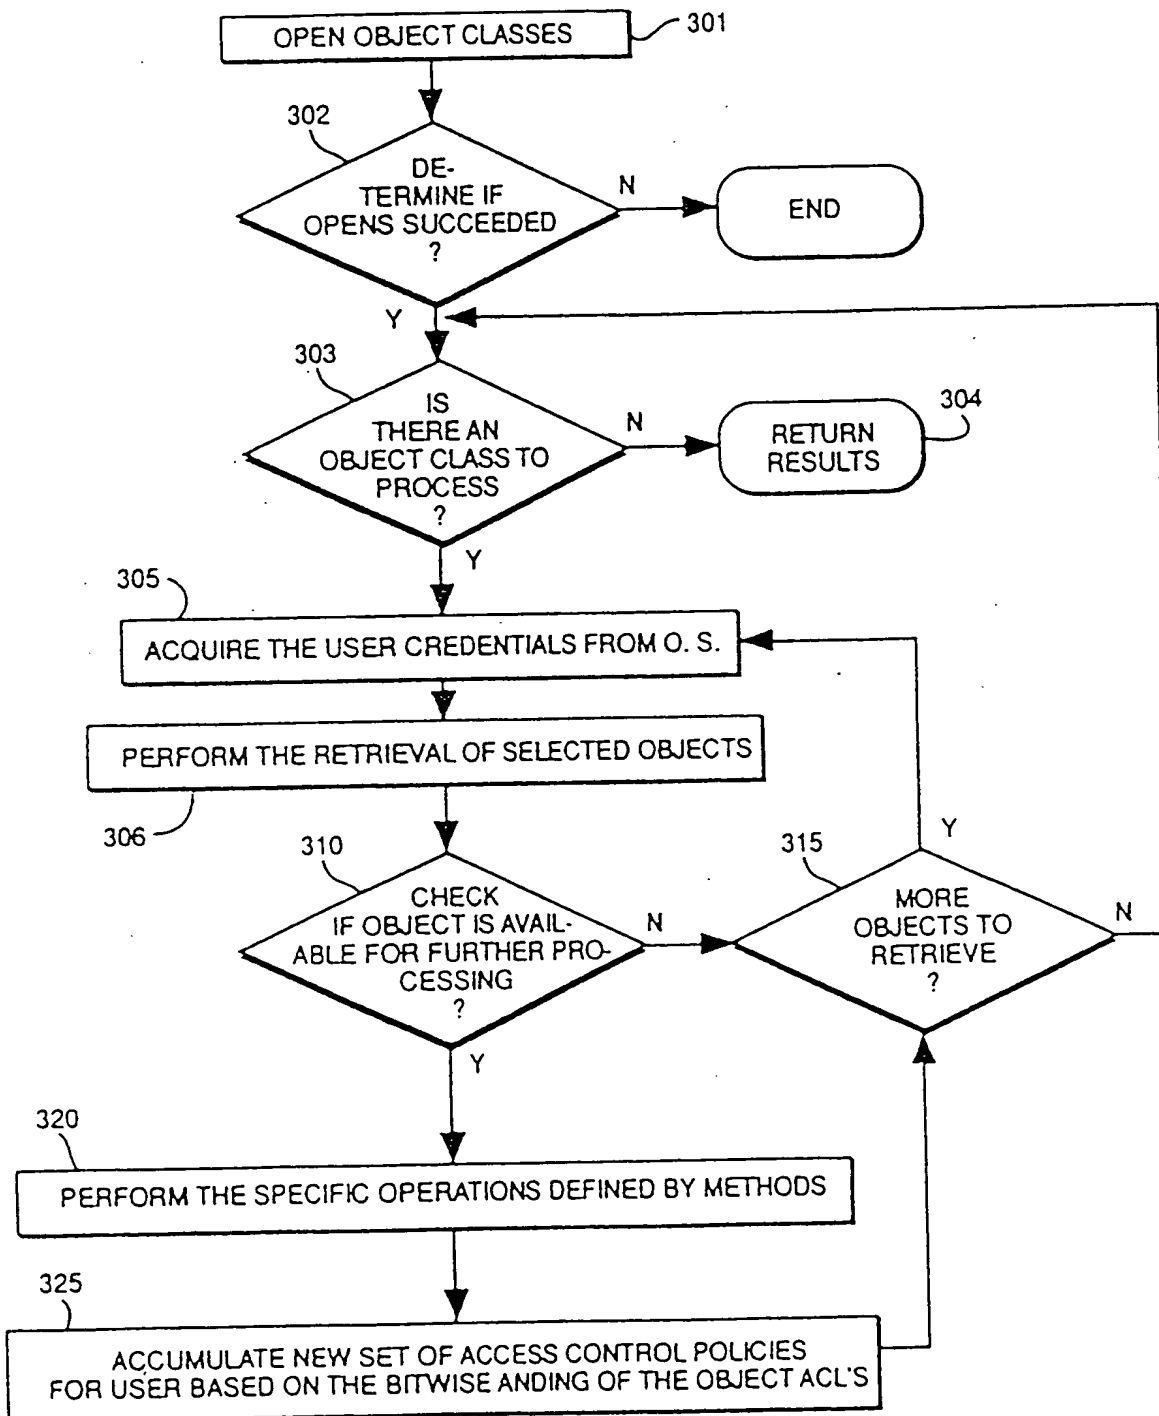 OPEN OBJECT CLASSES
301
302
DE-
TERMINE IF
OPENS SUCCEEDED
?
N
END
Y
303
IS
THERE AN
OBJECT CLASS TO
PROCESS
?
N
RETURN
RESULTS
304
Y
305
ACQUIRE THE USER CREDENTIALS FROM O. S.
PERFORM THE RETRIEVAL OF SELECTED OBJECTS
306
310
CHECK
IF OBJECT IS AVAIL-
ABLE FOR FURTHER PRO-
CESSING
?
N
315
Y
MORE
OBJECTS TO
RETRIEVE
?
N
Y
320
PERFORM THE SPECIFIC OPERATIONS DEFINED BY METHODS
325
ACCUMULATE NEW SET OF ACCESS CONTROL POLICIES
FOR USER BASED ON THE BITWISE ANDING OF THE OBJECT ACL'S